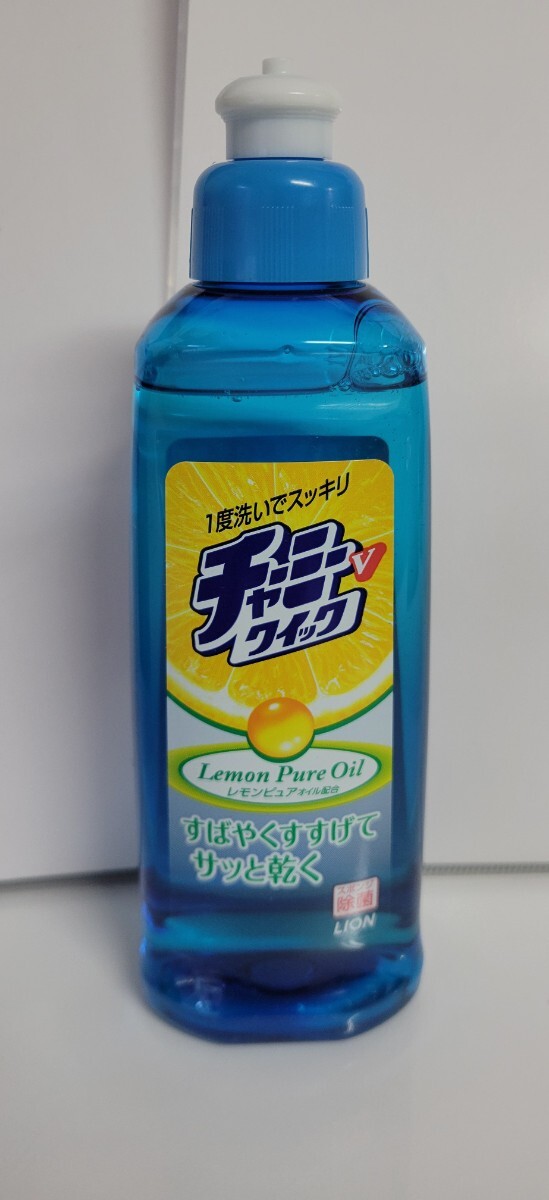 1度洗いでスッキリ
チャーミー
V
クイック
Lemon Pure Oil
レモンピュアオイル配合
すばやくすすげて
サッと乾く
スポンジ
除菌
LION